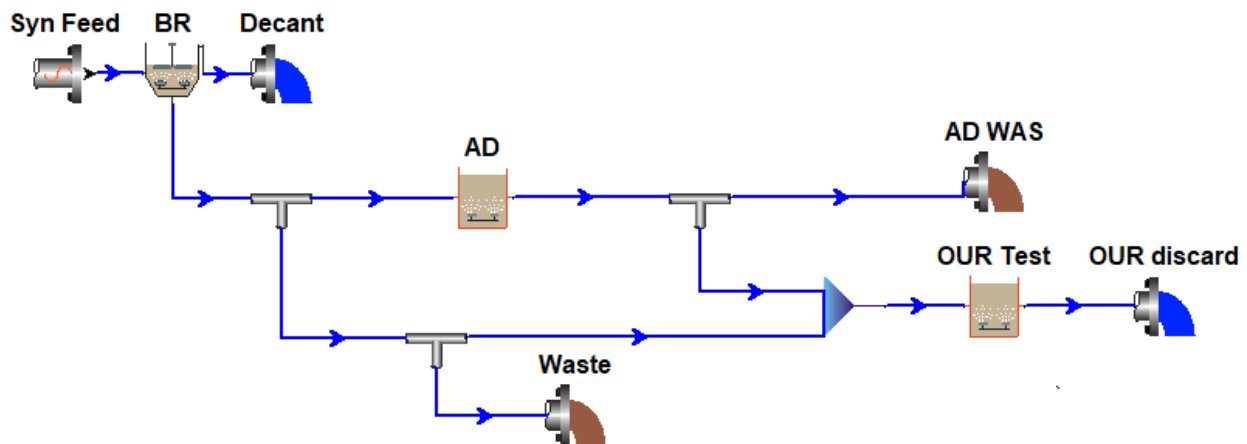 Syn Feed
BR
Decant
AD
AD WAS
OUR Test
OUR discard
Waste